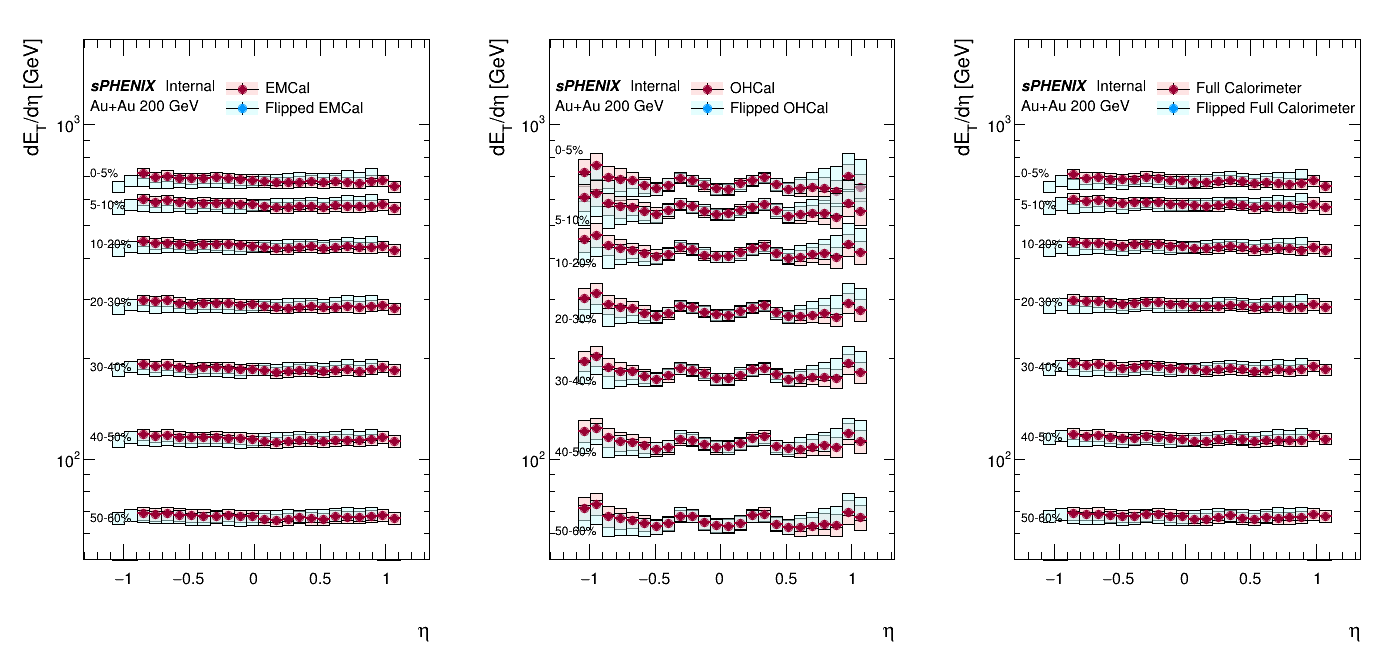 dE_T/dη [GeV]
sPHENIX Internal
Au+Au 200 GeV
EMCal
Flipped EMCal
10³
10²
0-5%
5-10%
10-20%
20-30%
30-40%
40-50%
50-60%
−1 −0.5 0 0.5 1
η
dE_T/dη [GeV]
sPHENIX Internal
Au+Au 200 GeV
OHCal
Flipped OHCal
10³
10²
0-5%
5-10%
10-20%
20-30%
30-40%
40-50%
50-60%
−1 −0.5 0 0.5 1
η
dE_T/dη [GeV]
sPHENIX Internal
Au+Au 200 GeV
Full Calorimeter
Flipped Full Calorimeter
10³
10²
0-5%
5-10%
10-20%
20-30%
30-40%
40-50%
50-60%
−1 −0.5 0 0.5 1
η